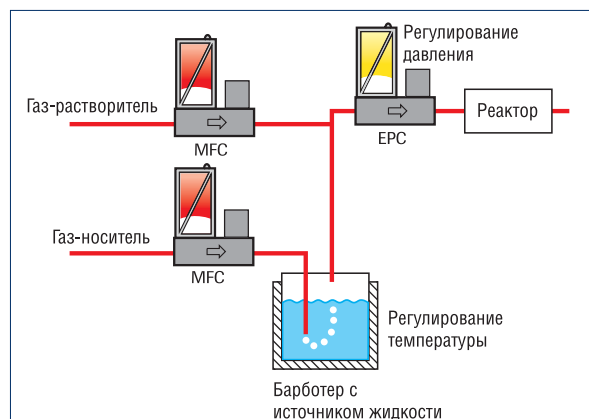 Регулирование
давления
Газ-растворитель
MFC
EPC
Реактор
Газ-носитель
MFC
Регулирование
температуры
Барботер с
источником жидкости